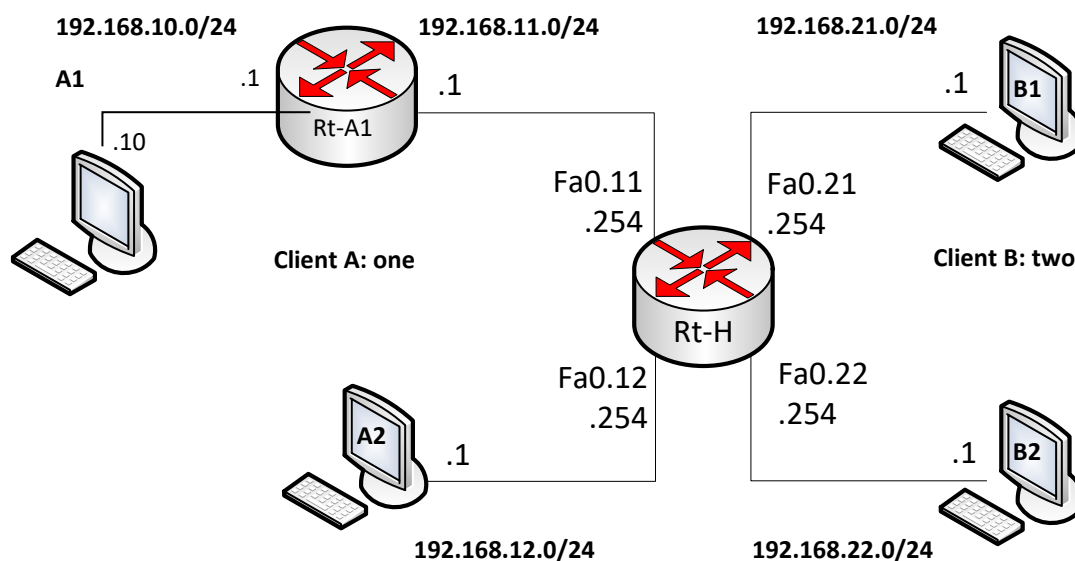 192.168.10.0/24
192.168.11.0/24
192.168.21.0/24
A1
.1
.1
.1
B1
Rt-A1
.10
Fa0.11
.254
Fa0.21
.254
Client A: one
Client B: two
Rt-H
Fa0.12
.254
Fa0.22
.254
A2
.1
.1
B2
192.168.12.0/24
192.168.22.0/24